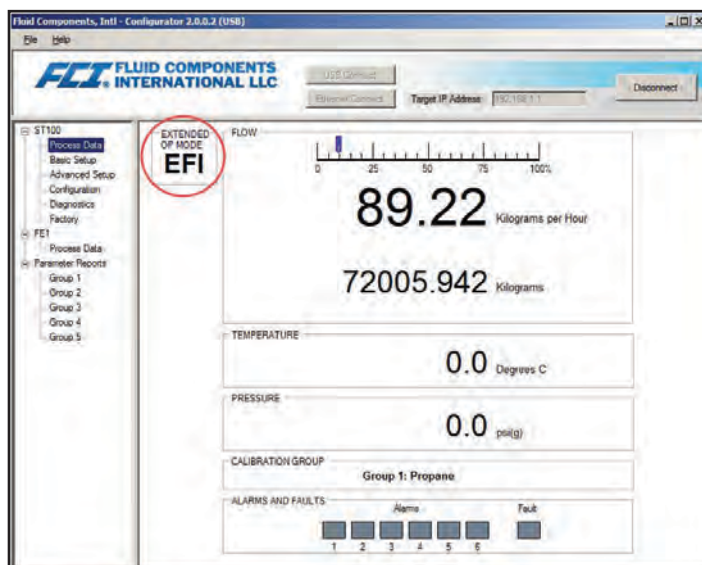 Fluid Components, Intl - Configurator 2.0.0.2 (USB)
File Help
FCI. FLUID COMPONENTS
INTERNATIONAL LLC
USB Connect
Ethernet Connect
Target IP Address
192.168.1.1
Disconnect
ST100
Process Data
Basic Setup
Advanced Setup
Configuration
Diagnostics
Factory
FE1
Process Data
Parameter Reports
Group 1
Group 2
Group 3
Group 4
Group 5
EXTENDED
OP MODE
EFI
FLOW
0 25 50 75 100%
89.22 Kilograms per Hour
72005.942 Kilograms
TEMPERATURE
0.0 Degrees C
PRESSURE
0.0 psi(g)
CALIBRATION GROUP
Group 1: Propane
ALARMS AND FAULTS
Alarms Fault
1 2 3 4 5 6